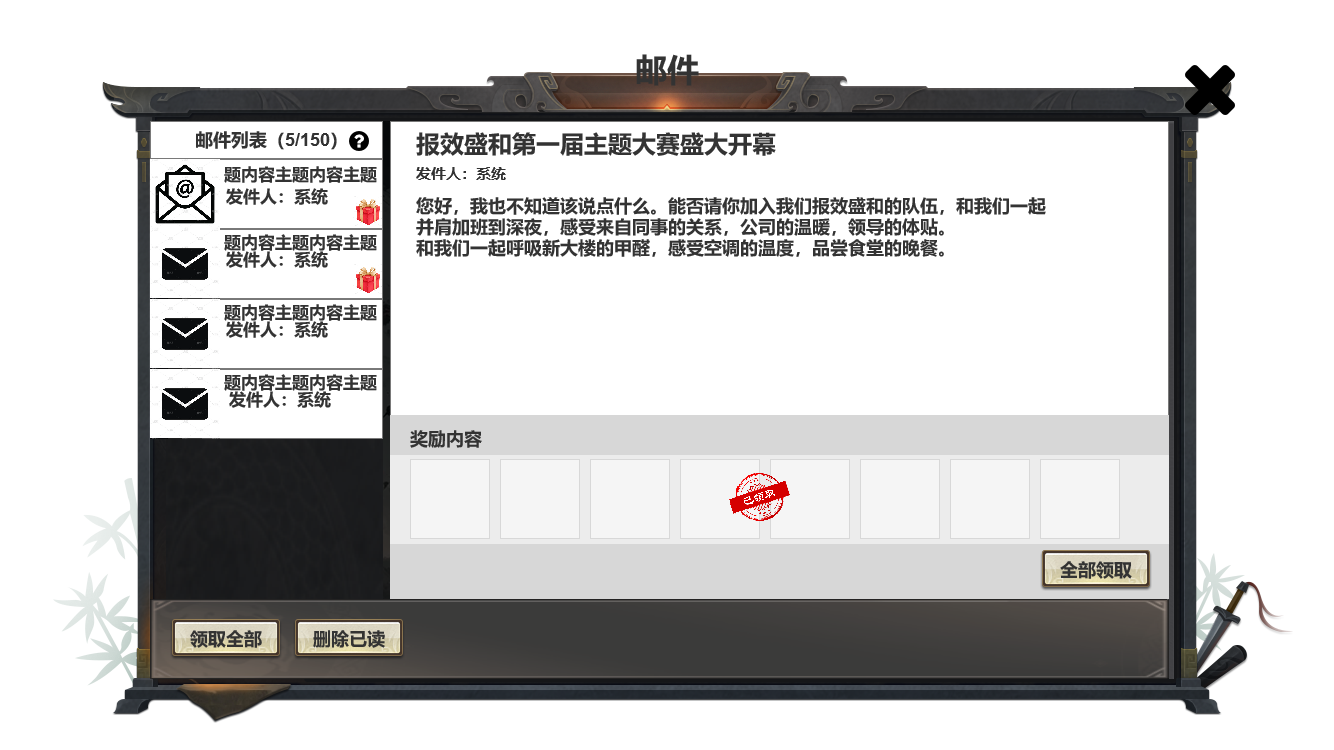 邮件
邮件列表（5/150） ?
题内容主题内容主题
发件人：系统
题内容主题内容主题
发件人：系统
题内容主题内容主题
发件人：系统
题内容主题内容主题
发件人：系统
报效盛和第一届主题大赛盛大开幕
发件人：系统
您好，我也不知道该说点什么。能否请你加入我们报效盛和的队伍，和我们一起
并肩加班到深夜，感受来自同事的关系，公司的温暖，领导的体贴。
和我们一起呼吸新大楼的甲醛，感受空调的温度，品尝食堂的晚餐。
奖励内容
已领取
全部领取
领取全部
删除已读